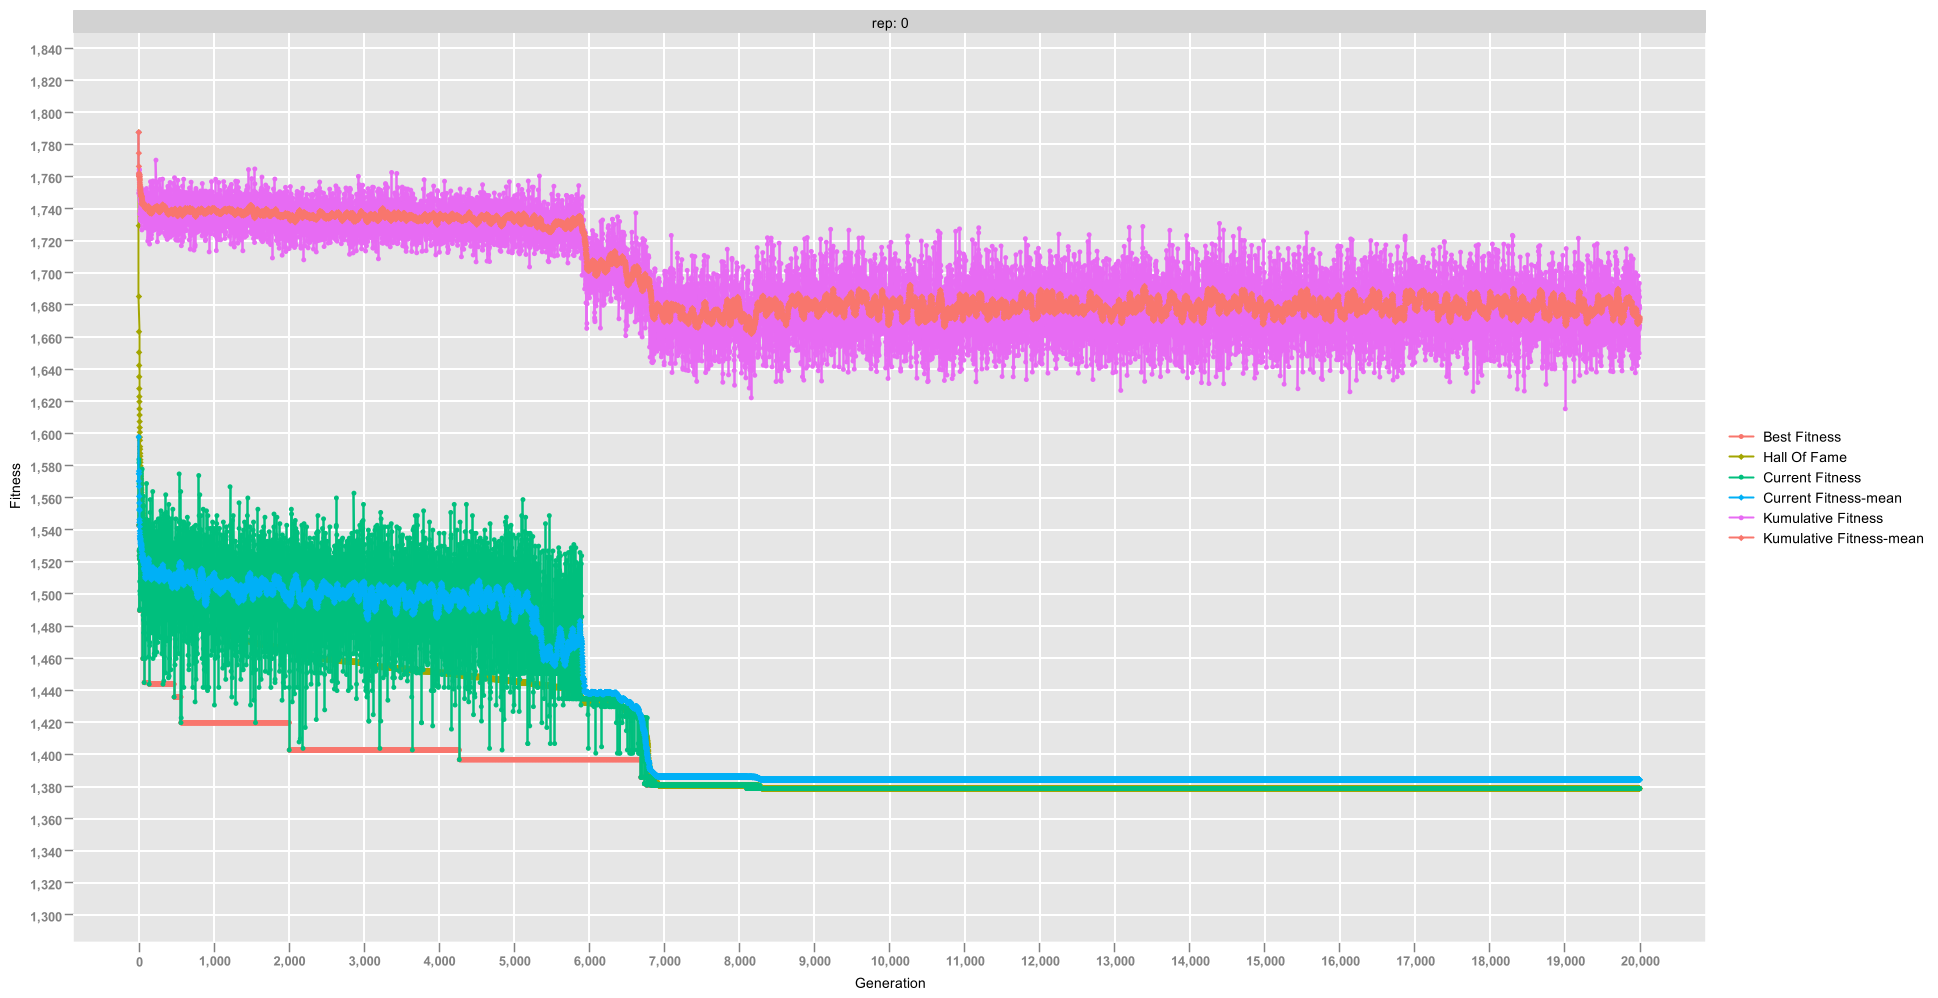 rep: 0
1,840
1,820
1,800
1,780
1,760
1,740
1,720
1,700
1,680
1,660
1,640
1,620
1,600
1,580
1,560
1,540
1,520
1,500
1,480
1,460
1,440
1,420
1,400
1,380
1,360
1,340
1,320
1,300
Fitness
0 1,000 2,000 3,000 4,000 5,000 6,000 7,000 8,000 9,000 10,000 11,000 12,000 13,000 14,000 15,000 16,000 17,000 18,000 19,000 20,000
Generation
Best Fitness
Hall Of Fame
Current Fitness
Current Fitness-mean
Kumulative Fitness
Kumulative Fitness-mean